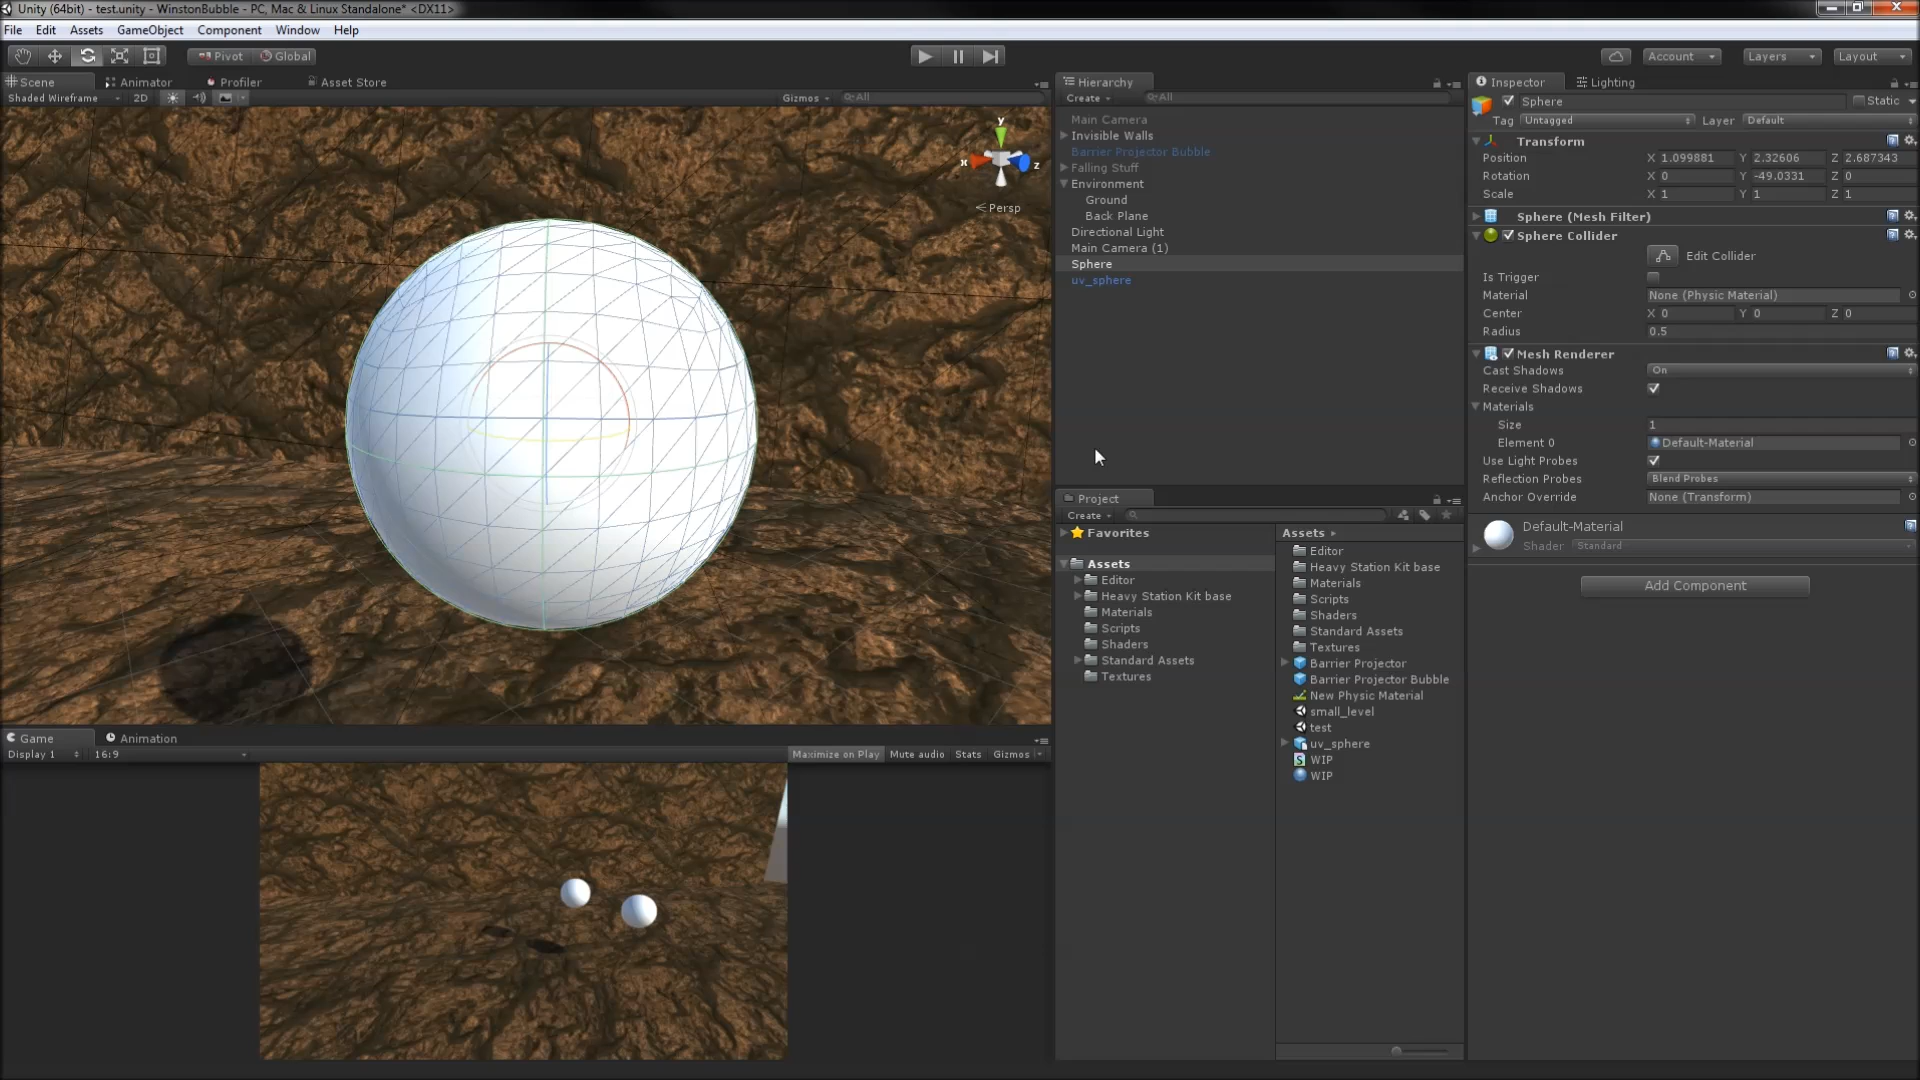 Unity (64bit) - test.unity - WinstonBubble - PC, Mac & Linux Standalone* <DX11>
File Edit Assets GameObject Component Window Help
Pivot Global Account Layers Layout
Scene Animator Profiler Asset Store
Shaded Wireframe 2D Gizmos All
y
x z
Persp
Game Animation
Display 1 16:9 Maximize on Play Mute audio Stats Gizmos
Hierarchy
Create All
Main Camera
Invisible Walls
Barrier Projector Bubble
Falling Stuff
Environment
Ground
Back Plane
Directional Light
Main Camera (1)
Sphere
uv_sphere
Project
Create
Favorites
Assets
Editor
Heavy Station Kit base
Materials
Scripts
Shaders
Standard Assets
Textures
Assets
Editor
Heavy Station Kit base
Materials
Scripts
Shaders
Standard Assets
Textures
Barrier Projector
Barrier Projector Bubble
New Physic Material
small_level
test
uv_sphere
WIP
WIP
Inspector Lighting
Sphere Static
Tag Untagged Layer Default
Transform
Position X 1.099881 Y 2.32606 Z 2.687343
Rotation X 0 Y -49.0331 Z 0
Scale X 1 Y 1 Z 1
Sphere (Mesh Filter)
Sphere Collider
Edit Collider
Is Trigger
Material None (Physic Material)
Center X 0 Y 0 Z 0
Radius 0.5
Mesh Renderer
Cast Shadows On
Receive Shadows
Materials
Size 1
Element 0 Default-Material
Use Light Probes
Reflection Probes Blend Probes
Anchor Override None (Transform)
Default-Material
Shader Standard
Add Component